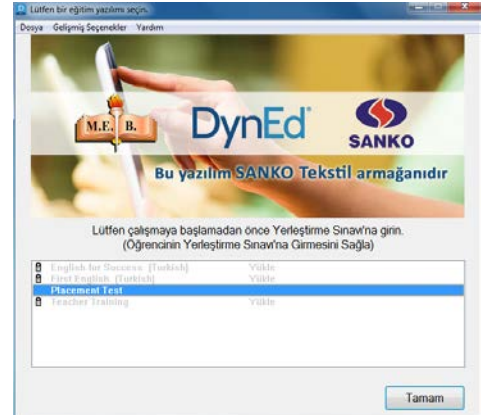 Lütfen bir eğitim yazılımı seçin.
Dosya Gelişmiş Seçenekler Yardım
M.E. B.
DynEd
SANKO
Bu yazılım SANKO Tekstil armağanıdır
Lütfen çalışmaya başlamadan önce Yerleştirme Sınavı'na girin.
(Öğrencinin Yerleştirme Sınavı'na Girmesini Sağla)
English for Success (Turkish) Yükle
First English (Turkish) Yükle
Placement Test
Teacher Training Yükle
Tamam